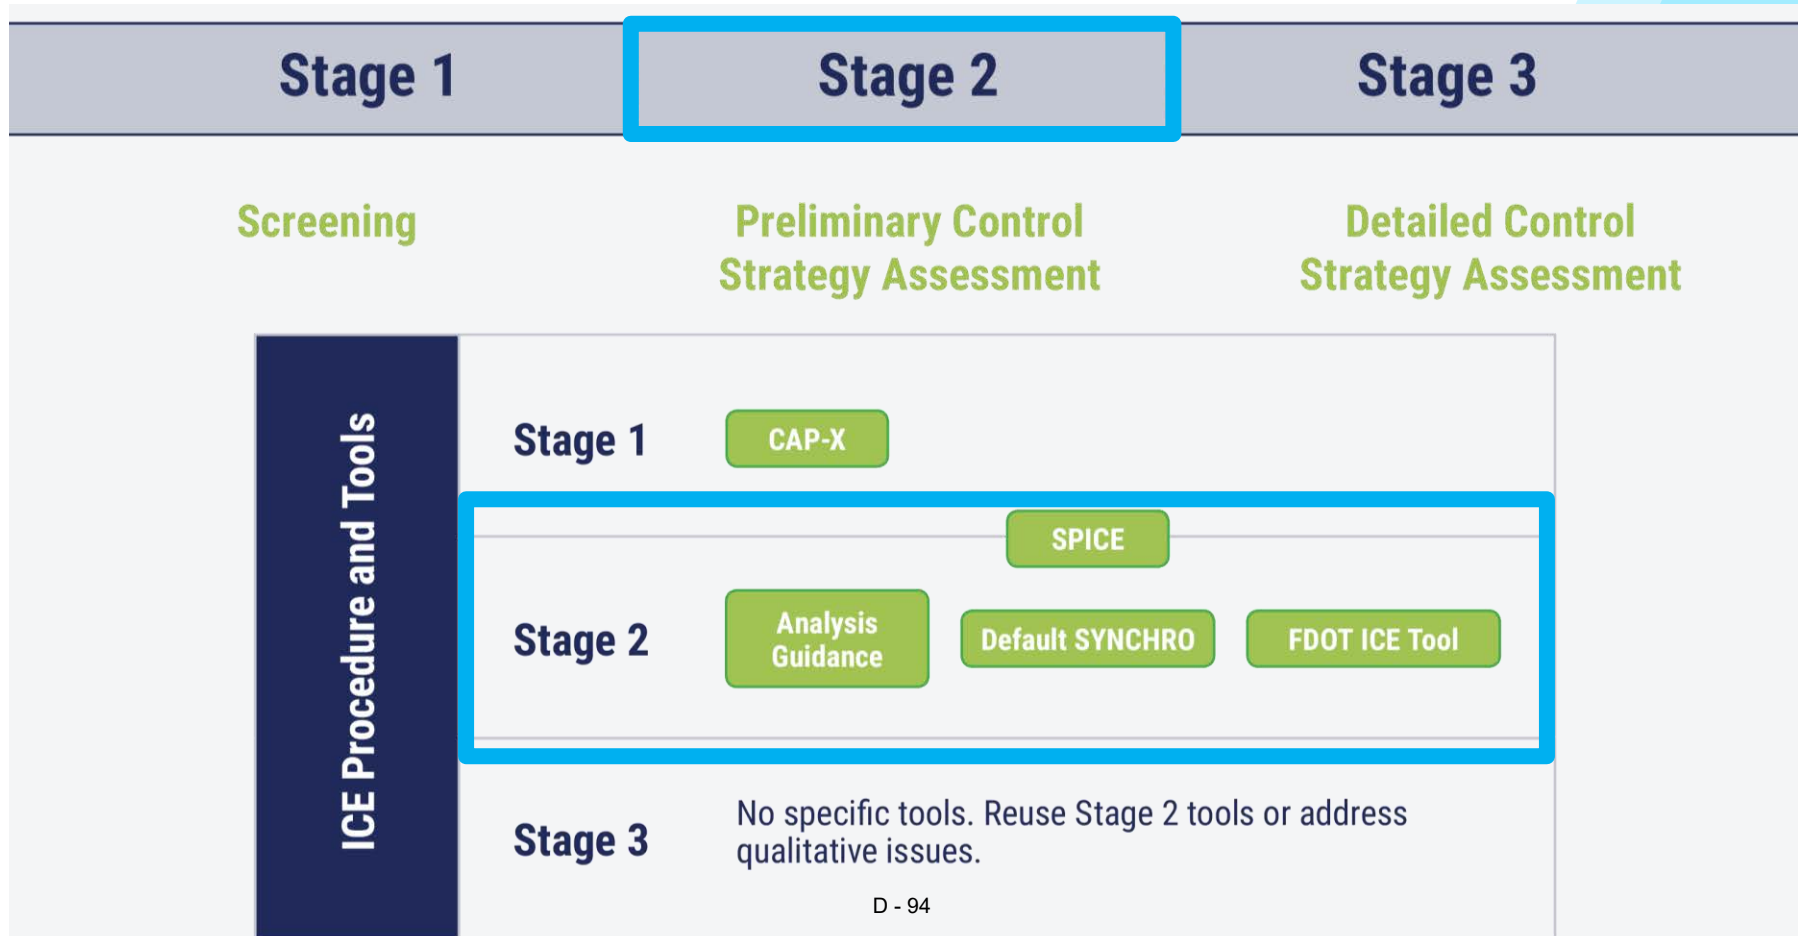 Stage 1
Stage 2
Stage 3
Screening
Preliminary Control
Strategy Assessment
Detailed Control
Strategy Assessment
ICE Procedure and Tools
Stage 1
CAP-X
SPICE
Stage 2
Analysis
Guidance
Default SYNCHRO
FDOT ICE Tool
Stage 3
No specific tools. Reuse Stage 2 tools or address
qualitative issues.
D - 94